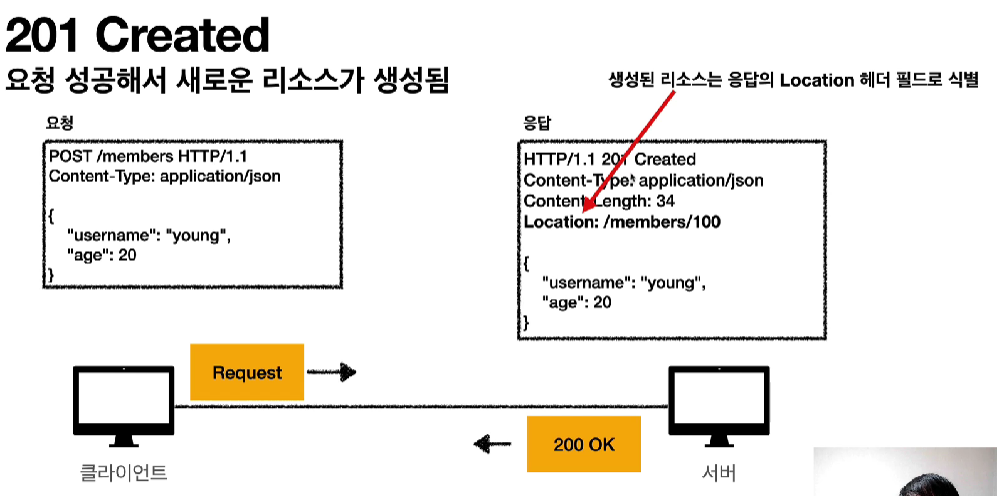 201 Created
요청 성공해서 새로운 리소스가 생성됨
생성된 리소스는 응답의 Location 헤더 필드로 식별
요청
POST /members HTTP/1.1
Content-Type: application/json
{
"username": "young",
"age": 20
}
응답
HTTP/1.1 201 Created
Content-Type: application/json
Content-Length: 34
Location: /members/100
{
"username": "young",
"age": 20
}
Request
200 OK
클라이언트
서버